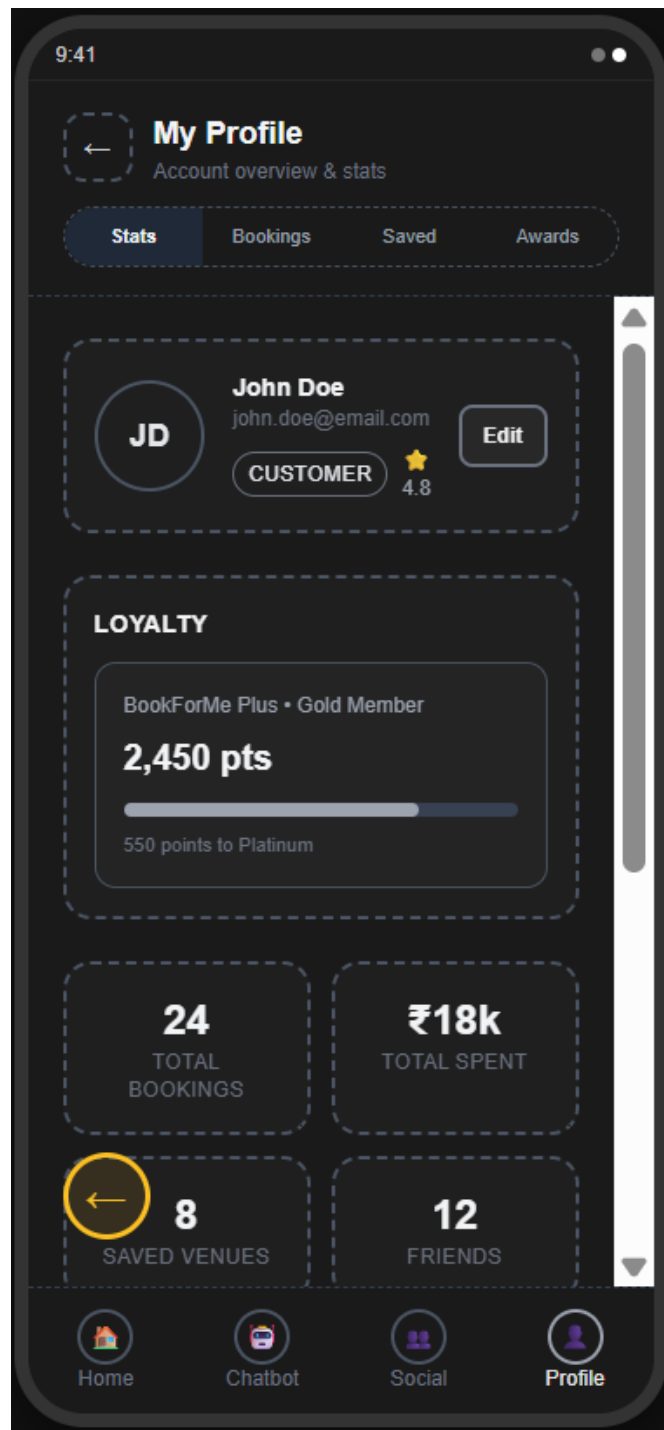 9:41
←
My Profile
Account overview & stats
Stats Bookings Saved Awards
JD
John Doe
john.doe@email.com
CUSTOMER
4.8
Edit
LOYALTY
BookForMe Plus • Gold Member
2,450 pts
550 points to Platinum
24
TOTAL
BOOKINGS
₹18k
TOTAL SPENT
←
8
SAVED VENUES
12
FRIENDS
Home Chatbot Social Profile